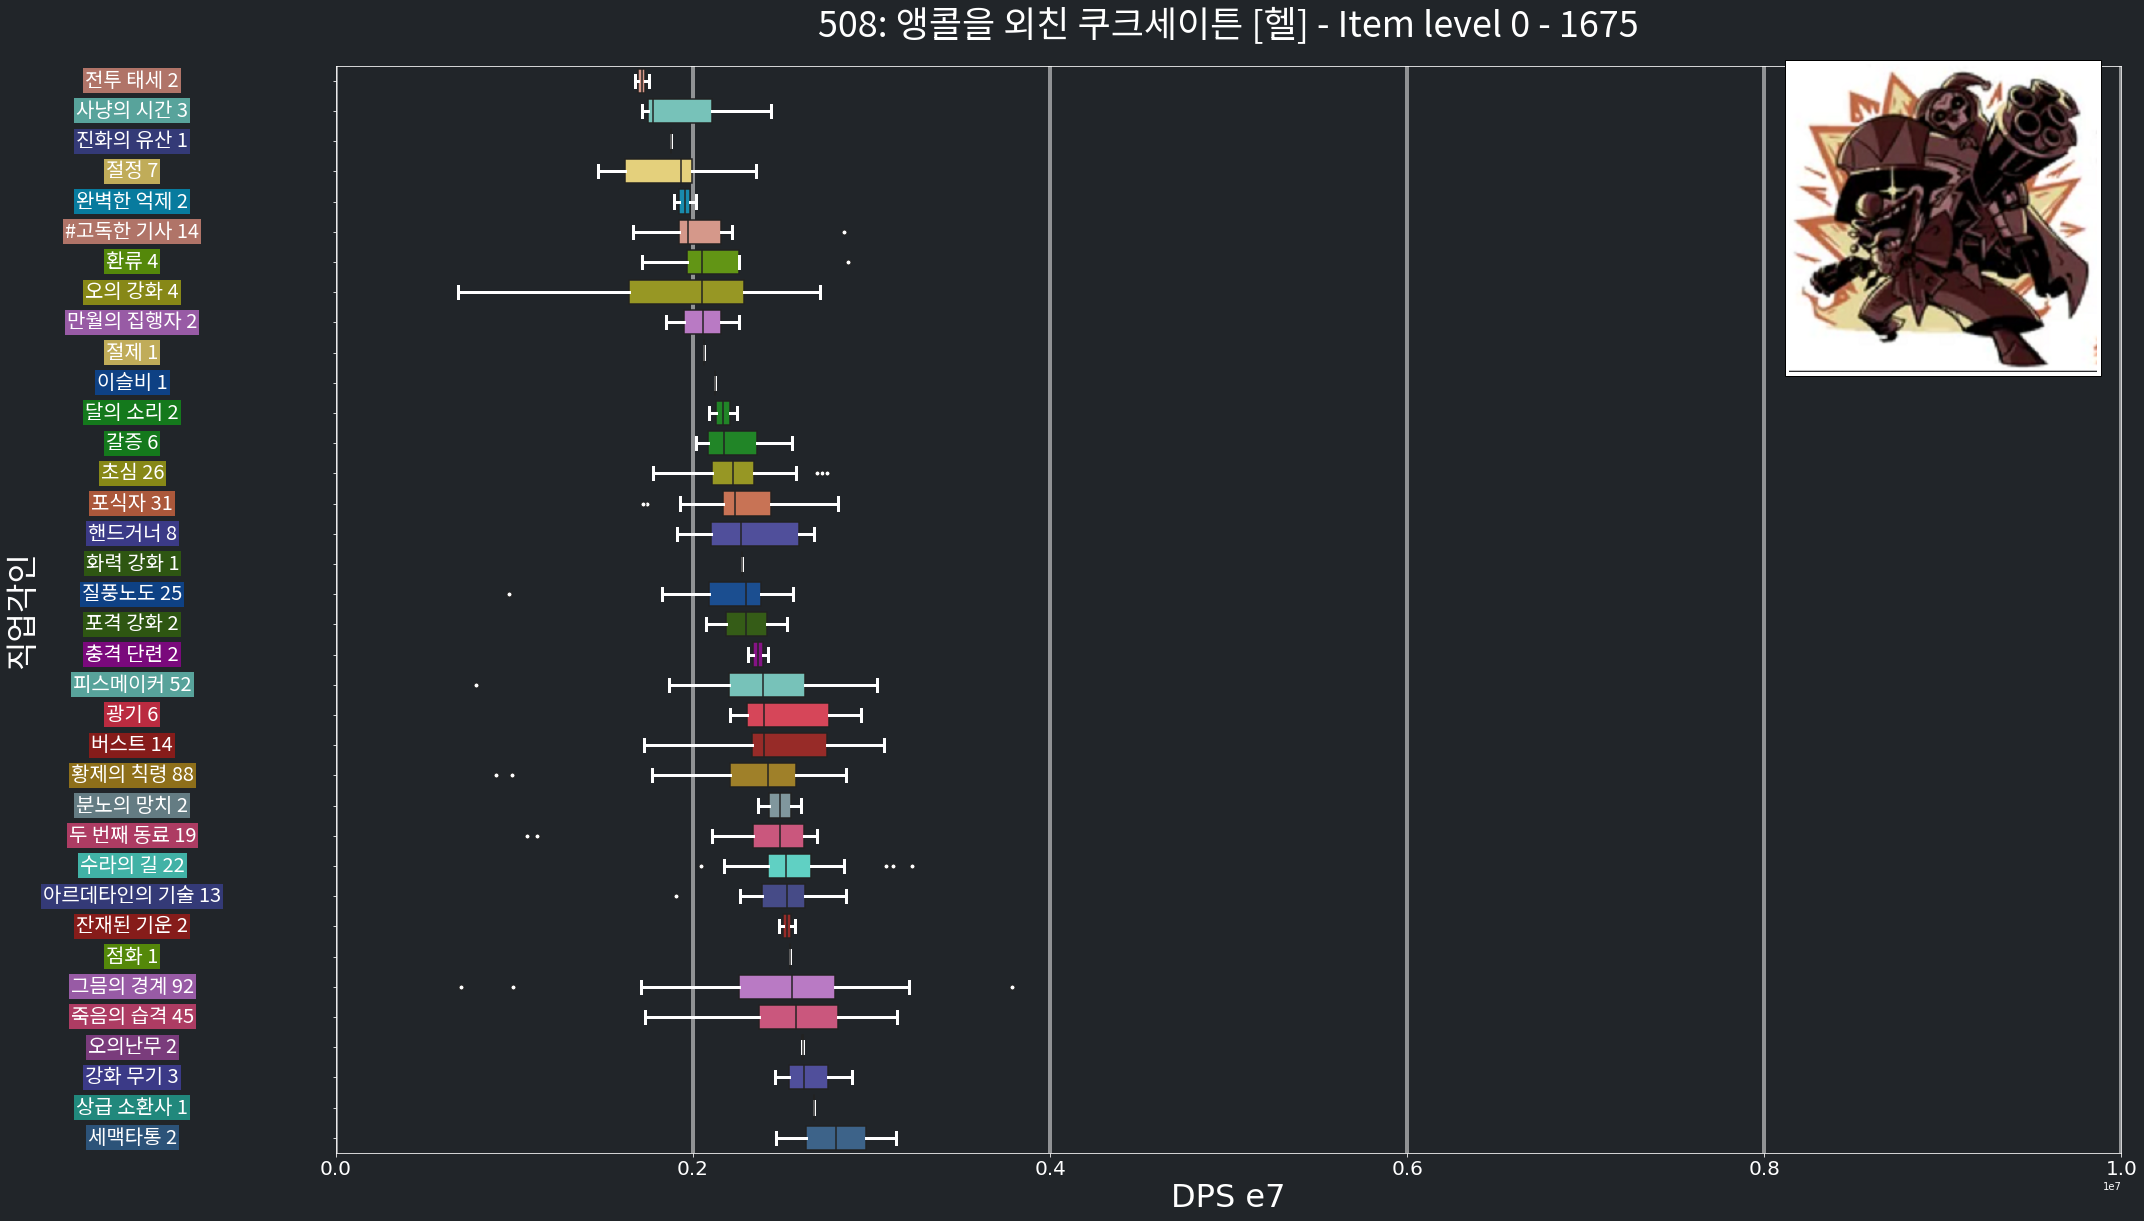 508: 앵콜을 외친 쿠크세이튼 [헬] - Item level 0 - 1675
전투 태세 2
사냥의 시간 3
진화의 유산 1
절정 7
완벽한 억제 2
#고독한 기사 14
환류 4
오의 강화 4
만월의 집행자 2
절제 1
이슬비 1
달의 소리 2
갈증 6
초심 26
포식자 31
핸드거너 8
화력 강화 1
질풍노도 25
포격 강화 2
충격 단련 2
피스메이커 52
광기 6
버스트 14
황제의 칙령 88
분노의 망치 2
두 번째 동료 19
수라의 길 22
아르데타인의 기술 13
잔재된 기운 2
점화 1
그믐의 경계 92
죽음의 습격 45
오의난무 2
강화 무기 3
상급 소환사 1
세맥타통 2
직업각인
0.0 0.2 0.4 0.6 0.8 1.0
1e7
DPS e7